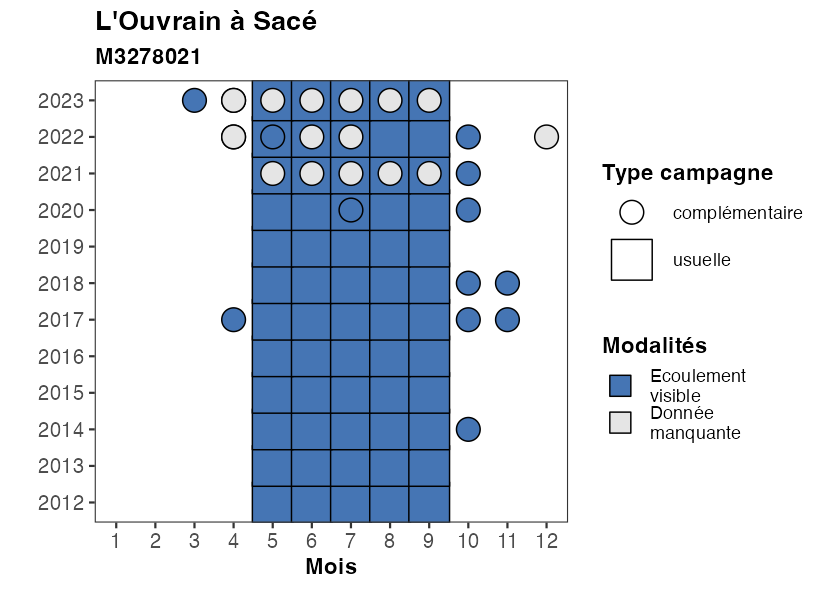 L'Ouvrain à Sacé
M3278021
2023
2022
2021
2020
2019
2018
2017
2016
2015
2014
2013
2012
1 2 3 4 5 6 7 8 9 10 11 12
Mois
Type campagne
complémentaire
usuelle
Modalités
Ecoulement
visible
Donnée
manquante